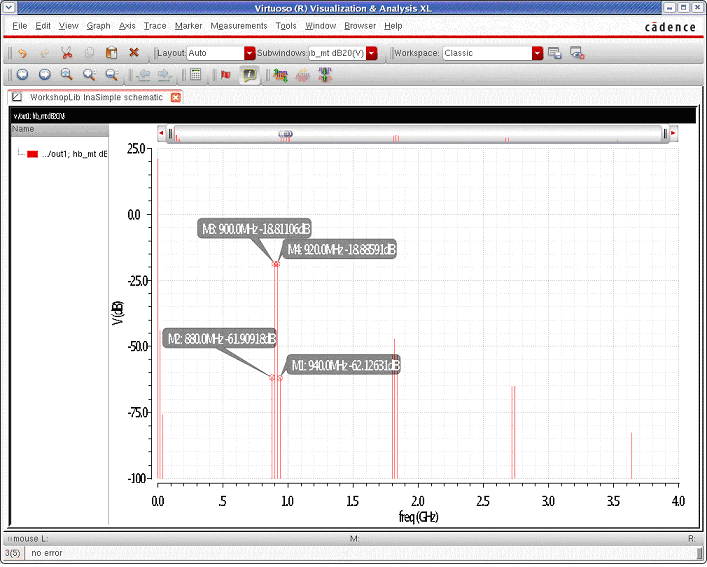 Virtuoso (R) Visualization & Analysis XL
File Edit View Graph Axis Trace Marker Measurements Tools Window Browser Help cādence
Layout: Auto Subwindows: hb_mt dB20(V) Workspace: Classic
WorkshopLib lnaSimple schematic
v /out1; hb_mt dB20(V)
Name
.../out1; hb_mt dB
25.0
0.0
-25.0
-50.0
-75.0
-100
V (dB)
M3: 900.0MHz -18.81106dB
M4: 920.0MHz -18.88591dB
M2: 880.0MHz -61.90918dB
M1: 940.0MHz -62.12631dB
0.0 .5 1.0 1.5 2.0 2.5 3.0 3.5 4.0
freq (GHz)
mouse L: M: R:
3(5) no error